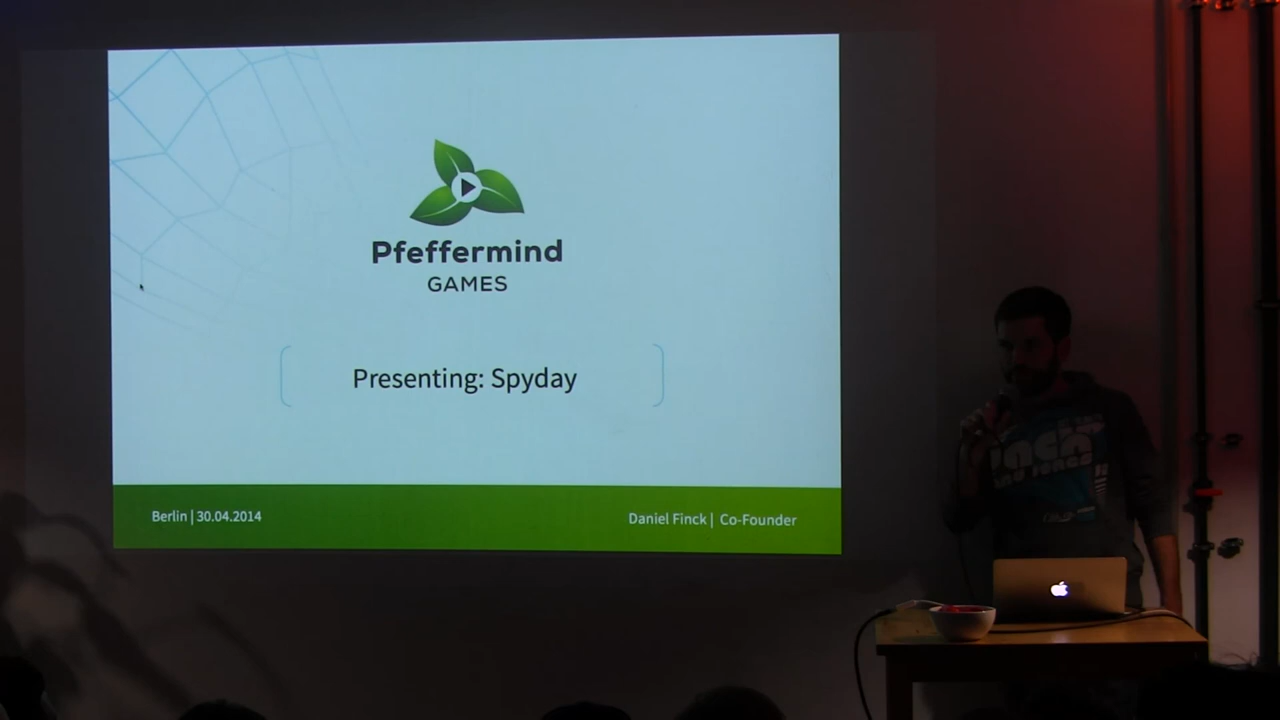 Pfeffermind
GAMES
Presenting: Spyday
Berlin | 30.04.2014
Daniel Finck | Co-Founder